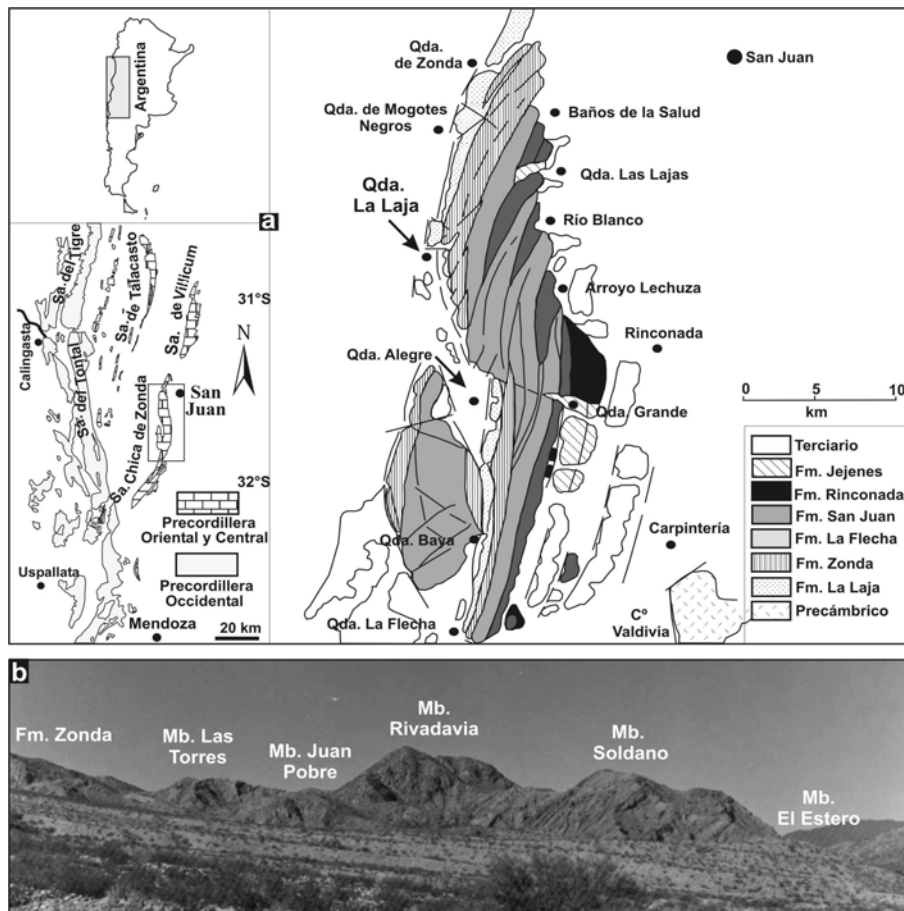 Argentina
a
Sa. del Tigre
Sa. de Talacasto
Sa. de Villicum
31°S
N
Calingasta
Sa. del Tontal
San
Juan
Sa. Chica de Zonda
32°S
Precordillera
Oriental y Central
Uspallata
Precordillera
Occidental
Mendoza
20 km
Qda.
de Zonda
San Juan
Qda. de Mogotes
Negros
Baños de la Salud
Qda. Las Lajas
Qda.
La Laja
Río Blanco
Arroyo Lechuza
Rinconada
Qda. Alegre
0 5 10
km
Qda. Grande
Terciario
Fm. Jejenes
Fm. Rinconada
Fm. San Juan
Fm. La Flecha
Fm. Zonda
Fm. La Laja
Precámbrico
Carpintería
Qda. Baya
Cº
Valdivia
Qda. La Flecha
b
Fm. Zonda
Mb. Las
Torres
Mb. Juan
Pobre
Mb.
Rivadavia
Mb.
Soldano
Mb.
El Estero